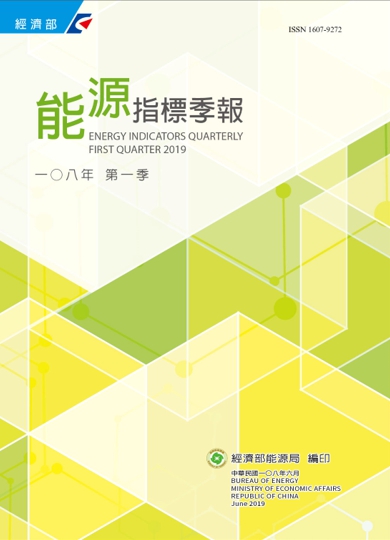 經濟部
ISSN 1607-9272
能源指標季報
ENERGY INDICATORS QUARTERLY
FIRST QUARTER 2019
一〇八年 第一季
經濟部能源局 編印
中華民國一〇八年六月
BUREAU OF ENERGY
MINISTRY OF ECONOMIC AFFAIRS
REPUBLIC OF CHINA
June 2019